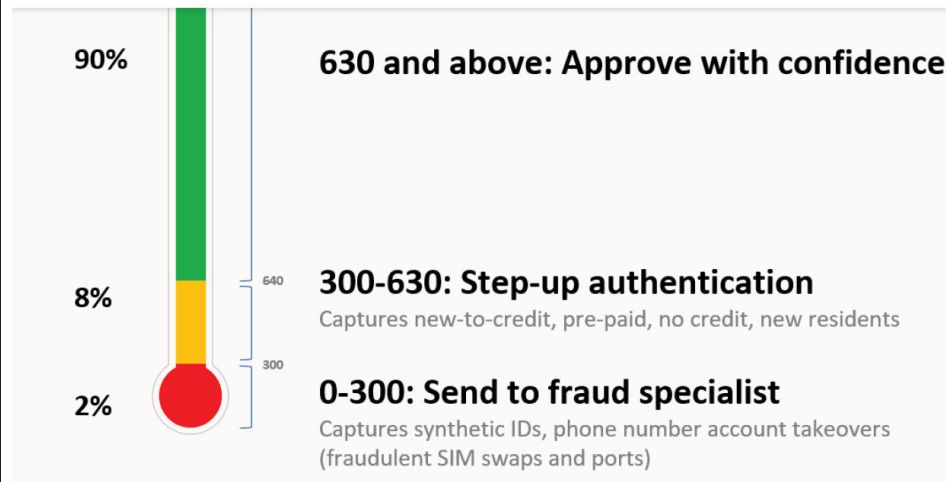 90%
630 and above: Approve with confidence
640
300-630: Step-up authentication
8%
Captures new-to-credit, pre-paid, no credit, new residents
300
0-300: Send to fraud specialist
2%
Captures synthetic IDs, phone number account takeovers
(fraudulent SIM swaps and ports)